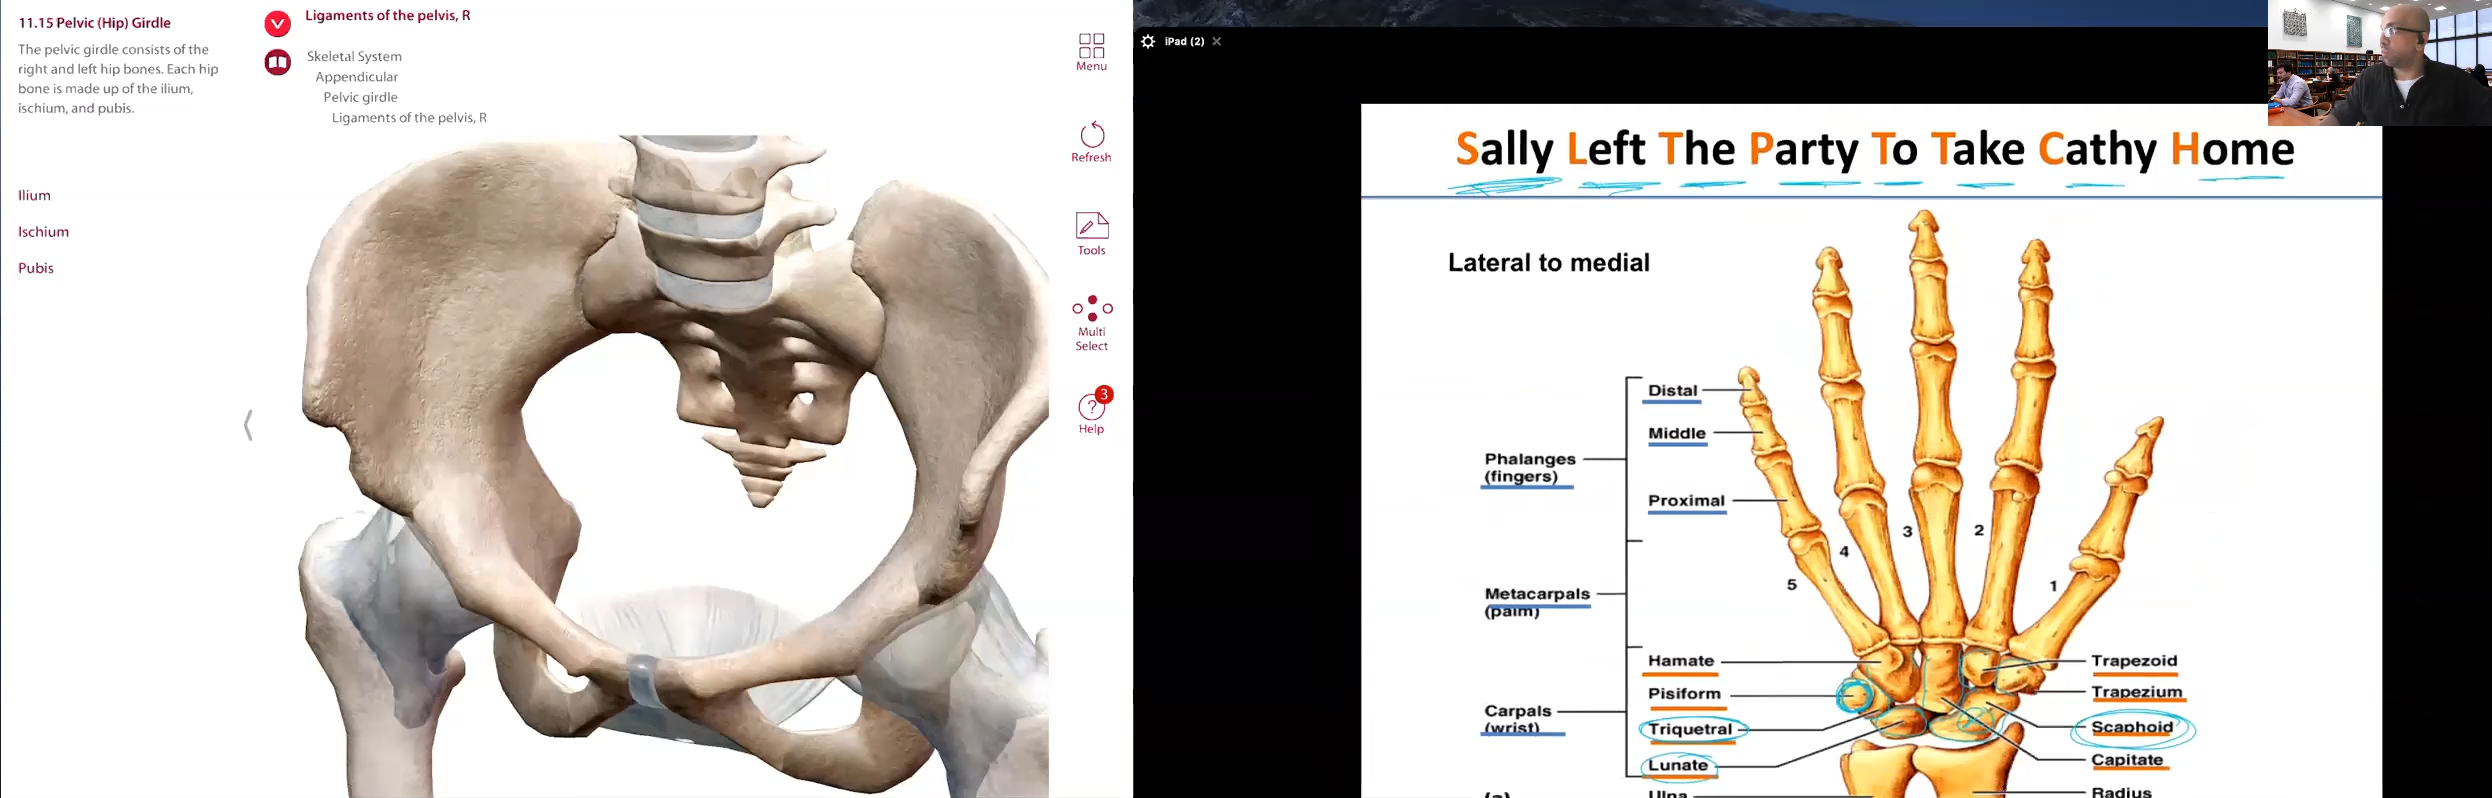 11.15 Pelvic (Hip) Girdle
The pelvic girdle consists of the
right and left hip bones. Each hip
bone is made up of the ilium,
ischium, and pubis.
Ilium
Ischium
Pubis
Ligaments of the pelvis, R
Skeletal System
Appendicular
Pelvic girdle
Ligaments of the pelvis, R
Menu
Refresh
Tools
Multi
Select
3
?
Help
iPad (2)
Sally Left The Party To Take Cathy Home
Lateral to medial
Distal
Middle
Phalanges
(fingers)
Proximal
3
2
4
5
1
Metacarpals
(palm)
Hamate
Pisiform
Carpals
(wrist)
Triquetral
Lunate
Trapezoid
Trapezium
Scaphoid
Capitate
(a)
Ulna
Radius